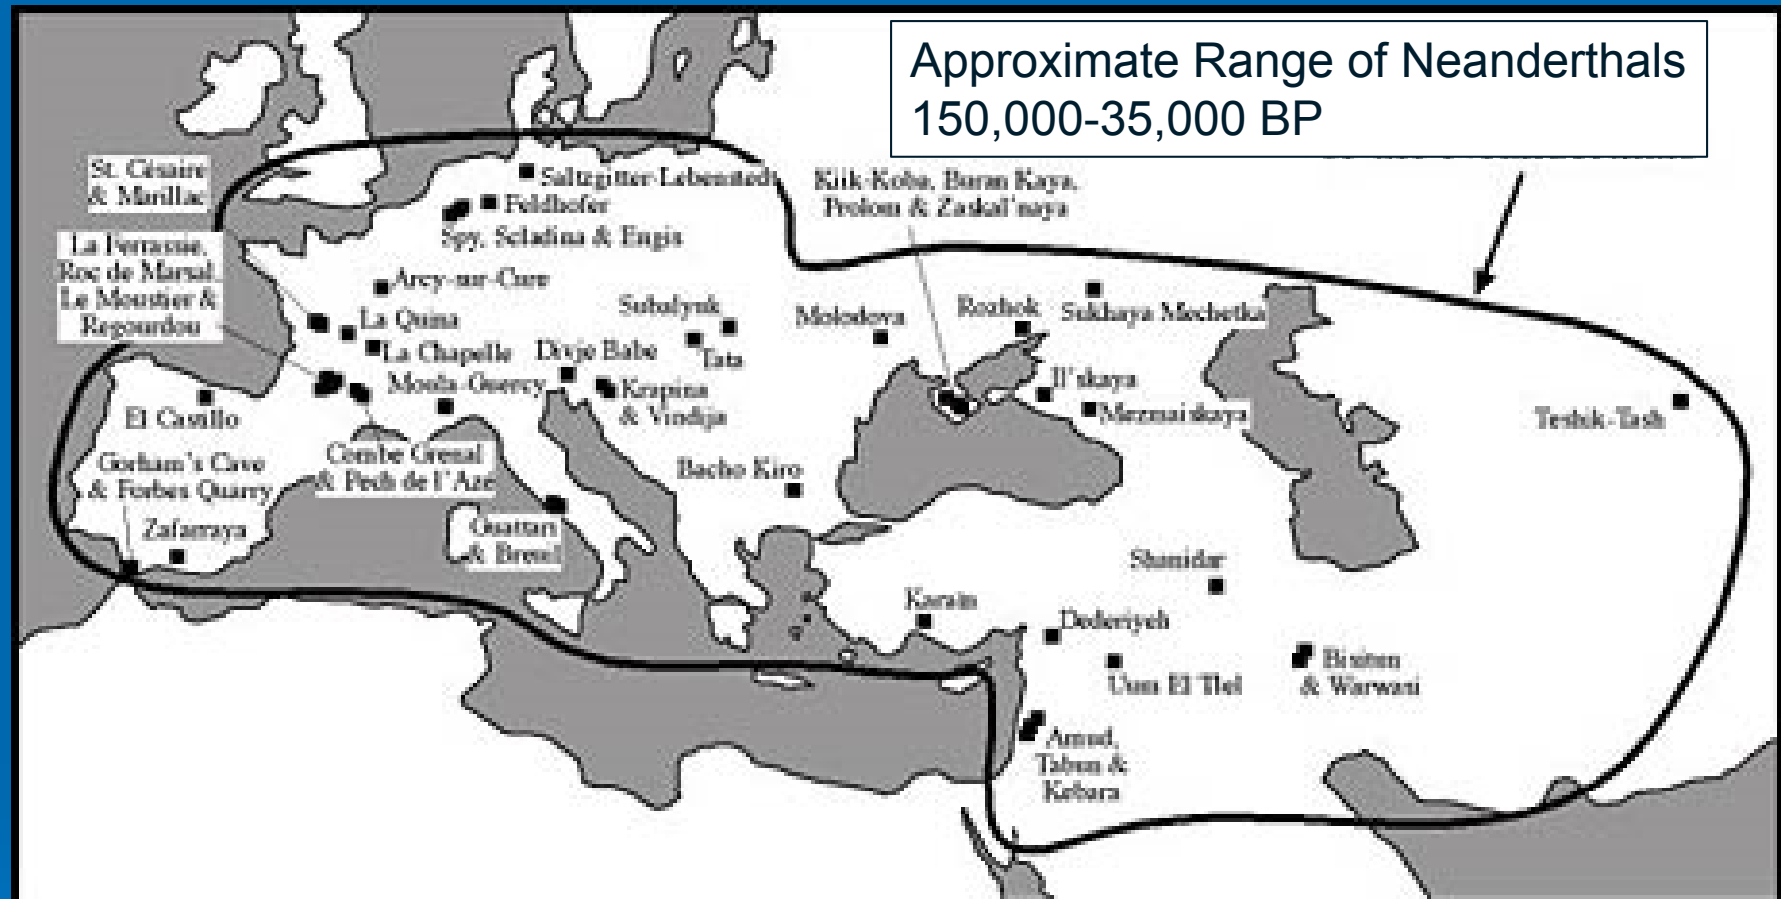 Approximate Range of Neanderthals
150,000-35,000 BP
St. Césaire
& Marillac
La Ferrassie,
Roc de Marsal,
Le Moustier &
Regourdou
Saltzgitter-Lebenstedt
Feldhofer
Spy, Scladina & Engis
Kiik-Koba, Buran Kaya,
Prolom & Zaskal'naya
Arcy-sur-Cure
La Quina
La Chapelle
Moula-Guercy
Divje Babe
Subalyuk
Tata
Krapina
& Vindija
Molodova
Rozhok
Sukhaya Mechetka
Il'skaya
Mezmaiskaya
Teshik-Tash
El Castillo
Gorham's Cave
& Forbes Quarry
Zafarraya
Combe Grenal
& Pech de l'Azé
Guattari
& Breuil
Bacho Kiro
Shanidar
Karain
Dederiyeh
Uum El Tlel
Bisitun
& Warwasi
Amud,
Tabun &
Kebara